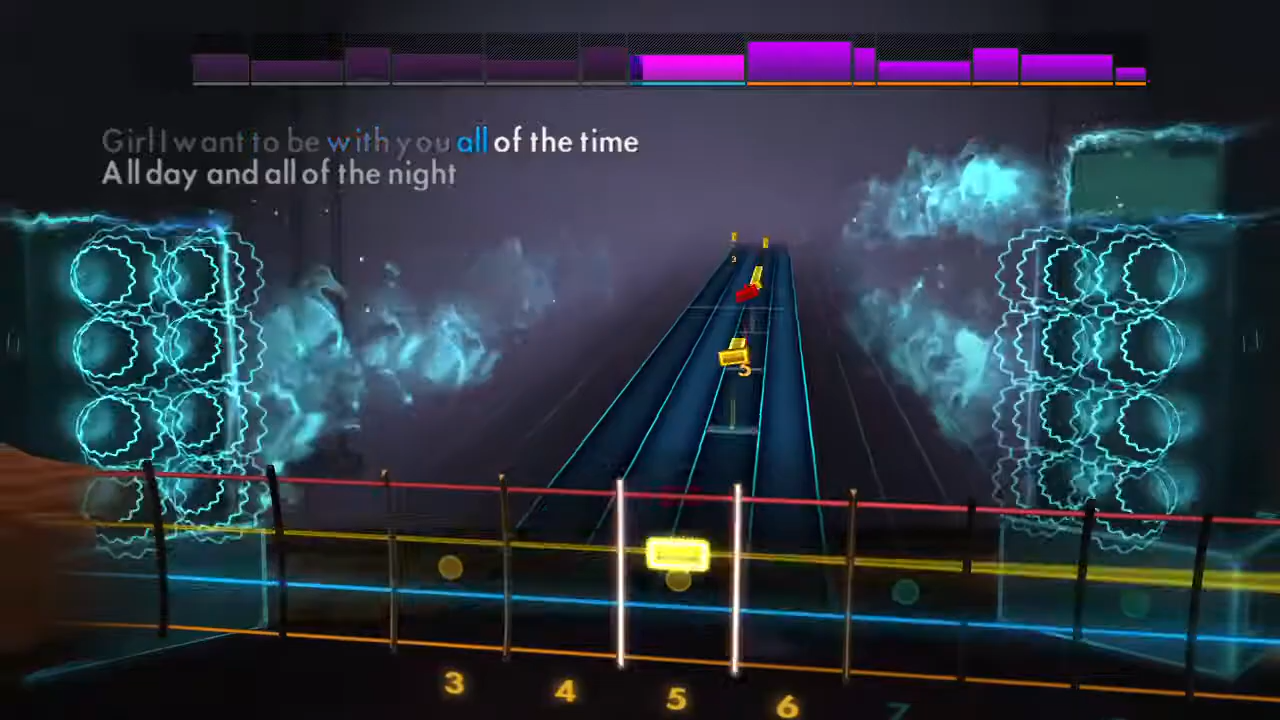 Girl I want to be with you all of the time
All day and all of the night
3
5
3 4 5 6 7